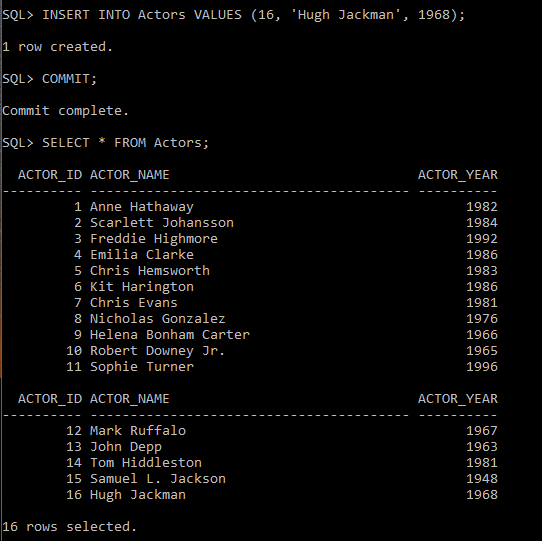 SQL> INSERT INTO Actors VALUES (16, 'Hugh Jackman', 1968);
1 row created.
SQL> COMMIT;
Commit complete.
SQL> SELECT * FROM Actors;
ACTOR_ID ACTOR_NAME ACTOR_YEAR
---------- ---------------------------------------- ----------
1 Anne Hathaway 1982
2 Scarlett Johansson 1984
3 Freddie Highmore 1992
4 Emilia Clarke 1986
5 Chris Hemsworth 1983
6 Kit Harington 1986
7 Chris Evans 1981
8 Nicholas Gonzalez 1976
9 Helena Bonham Carter 1966
10 Robert Downey Jr. 1965
11 Sophie Turner 1996
ACTOR_ID ACTOR_NAME ACTOR_YEAR
---------- ---------------------------------------- ----------
12 Mark Ruffalo 1967
13 John Depp 1963
14 Tom Hiddleston 1981
15 Samuel L. Jackson 1948
16 Hugh Jackman 1968
16 rows selected.